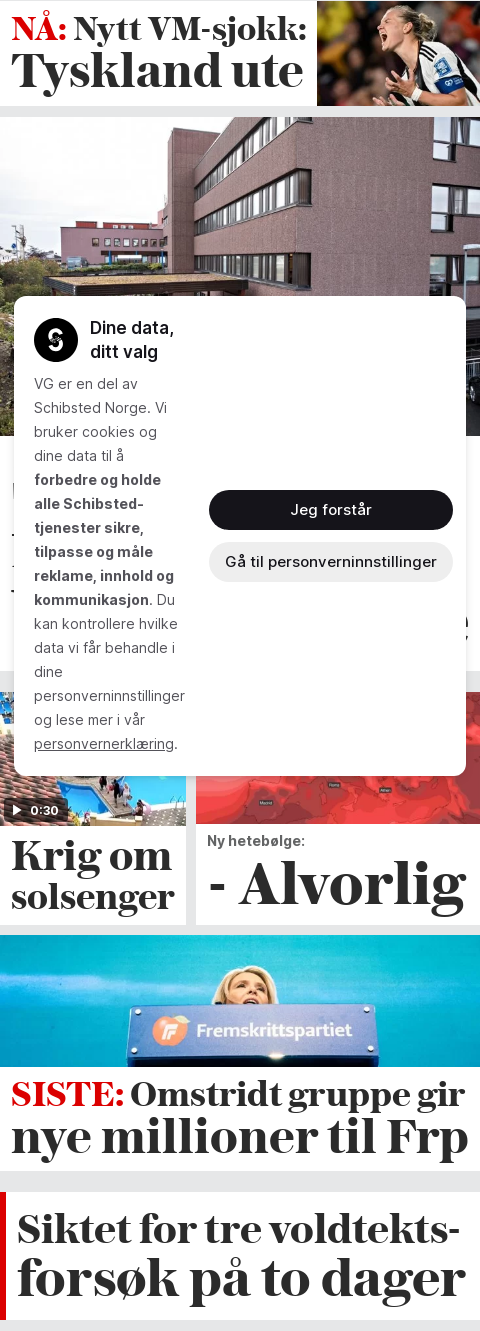 NÅ: Nytt VM-sjokk:
Tyskland ute
Dine data,
ditt valg
VG er en del av
Schibsted Norge. Vi
bruker cookies og
dine data til å
forbedre og holde
alle Schibsted-
tjenester sikre,
tilpasse og måle
reklame, innhold og
kommunikasjon. Du
kan kontrollere hvilke
data vi får behandle i
dine
personverninnstillinger
og lese mer i vår
personvernerklæring.
Jeg forstår
Gå til personverninnstillinger
0:30
Krig om
solsenger
Madrid
Ny hetebølge:
- Alvorlig
Fremskrittspartiet
SISTE: Omstridt gruppe gir
nye millioner til Frp
Siktet for tre voldtekts-
forsøk på to dager